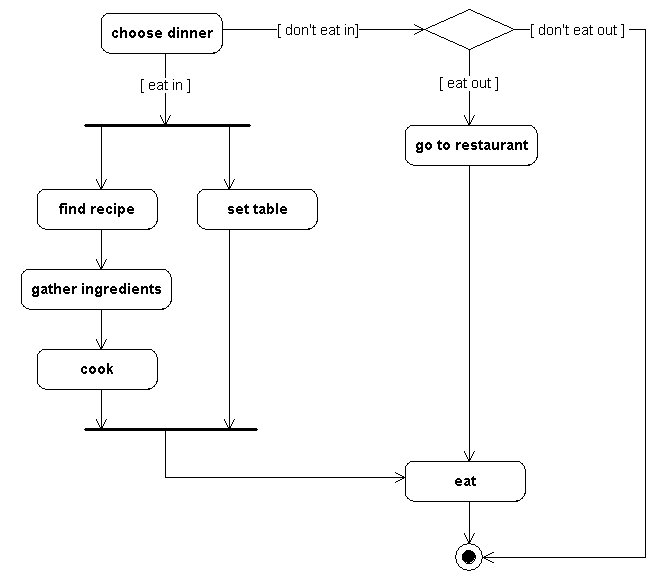 choose dinner
[ don't eat in]
[ don't eat out ]
[ eat in ]
[ eat out ]
go to restaurant
find recipe
set table
gather ingredients
cook
eat